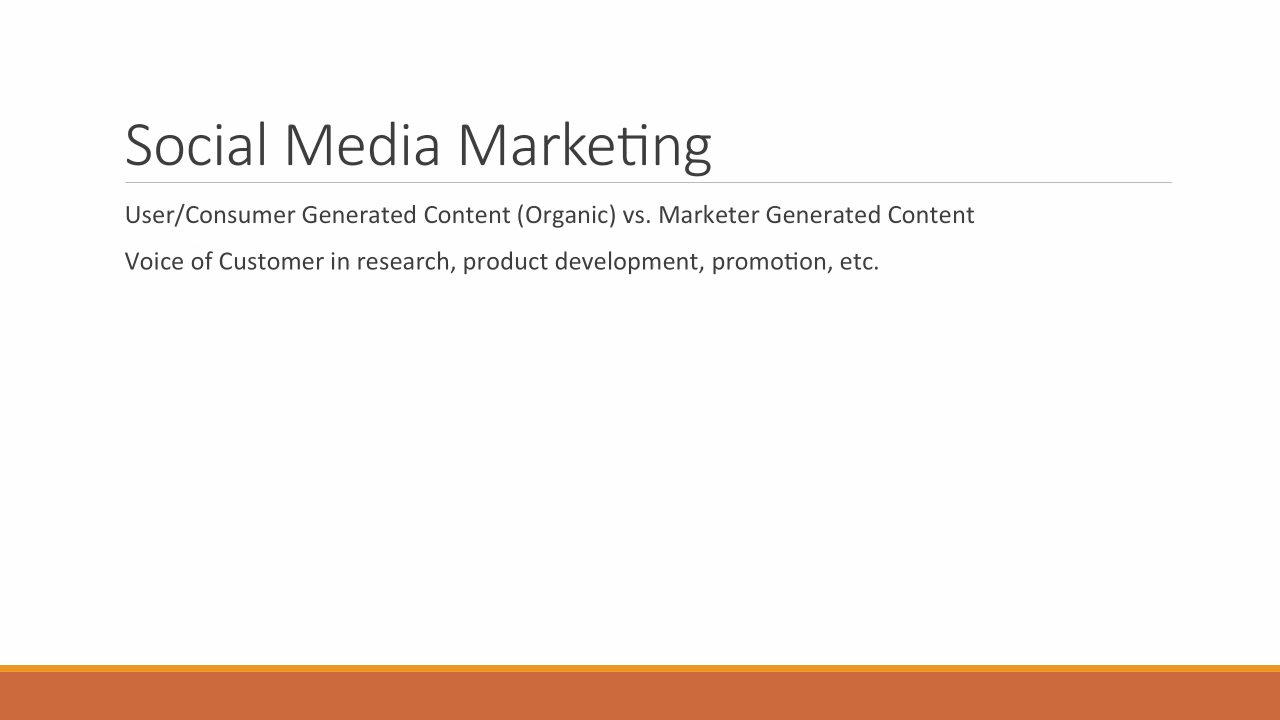 Social Media Marketing
User/Consumer Generated Content (Organic) vs. Marketer Generated Content
Voice of Customer in research, product development, promotion, etc.